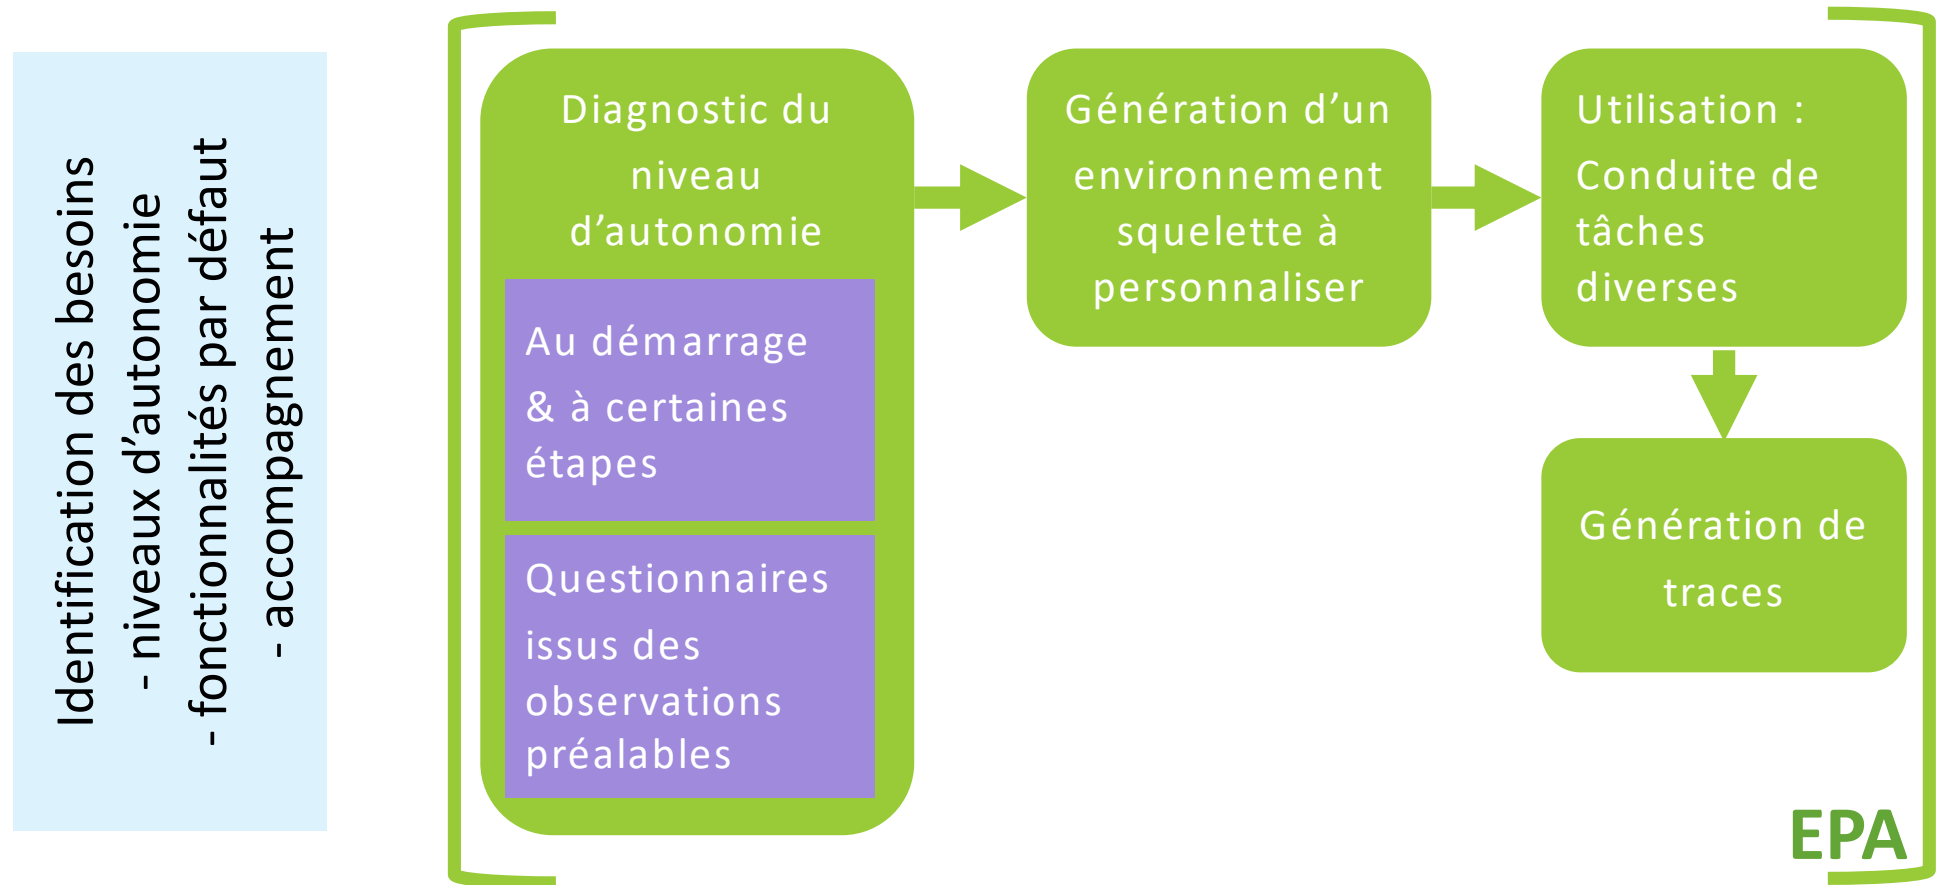 Identification des besoins
- niveaux d’autonomie
- fonctionnalités par défaut
- accompagnement
Diagnostic du
niveau
d’autonomie
Au démarrage
& à certaines
étapes
Questionnaires
issus des
observations
préalables
Génération d’un
environnement
squelette à
personnaliser
Utilisation :
Conduite de
tâches
diverses
Génération de
traces
EPA